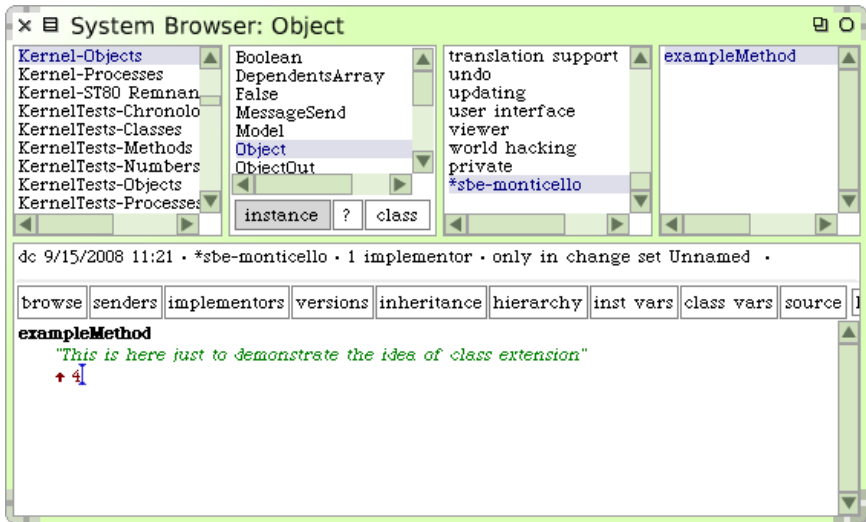 System Browser: Object
Kernel-Objects
Kernel-Processes
Kernel-ST80 Remnan
KernelTests-Chronolo
KernelTests-Classes
KernelTests-Methods
KernelTests-Numbers
KernelTests-Objects
KernelTests-Processes
Boolean
DependentsArray
False
MessageSend
Model
Object
ObjectOut
instance ? class
translation support
undo
updating
user interface
viewer
world hacking
private
*sbe-monticello
exampleMethod
dc 9/15/2008 11:21 · *sbe-monticello · 1 implementor · only in change set Unnamed ·
browse senders implementors versions inheritance hierarchy inst vars class vars source
exampleMethod
"This is here just to demonstrate the idea of class extension"
↑ 4